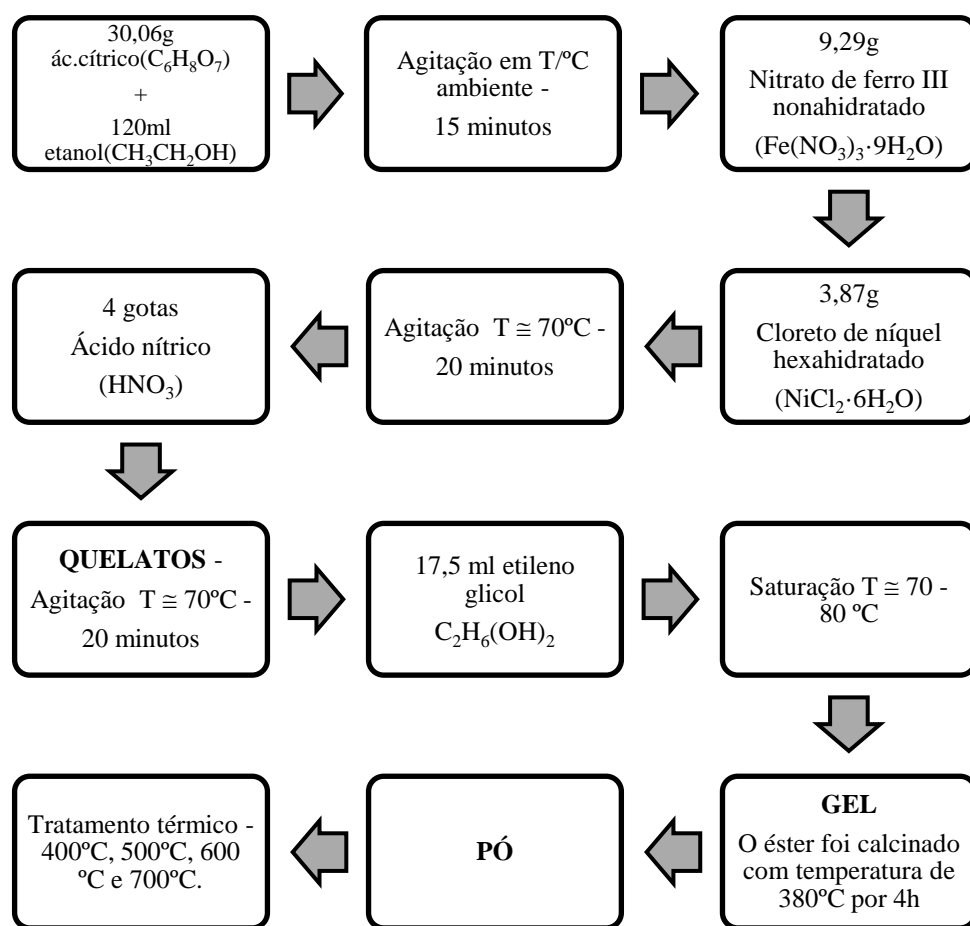 30,06g
ác.cítrico(C₆H₈O₇)
+
120ml
etanol(CH₃CH₂OH)
Agitação em T/ºC
ambiente -
15 minutos
9,29g
Nitrato de ferro III
nonahidratado
(Fe(NO₃)₃·9H₂O)
3,87g
Cloreto de níquel
hexahidratado
(NiCl₂·6H₂O)
Agitação T ≅ 70ºC -
20 minutos
4 gotas
Ácido nítrico
(HNO₃)
QUELATOS -
Agitação T ≅ 70ºC -
20 minutos
17,5 ml etileno
glicol
C₂H₆(OH)₂
Saturação T ≅ 70 -
80 ºC
GEL
O éster foi calcinado
com temperatura de
380ºC por 4h
PÓ
Tratamento térmico -
400ºC, 500ºC, 600
ºC e 700ºC.